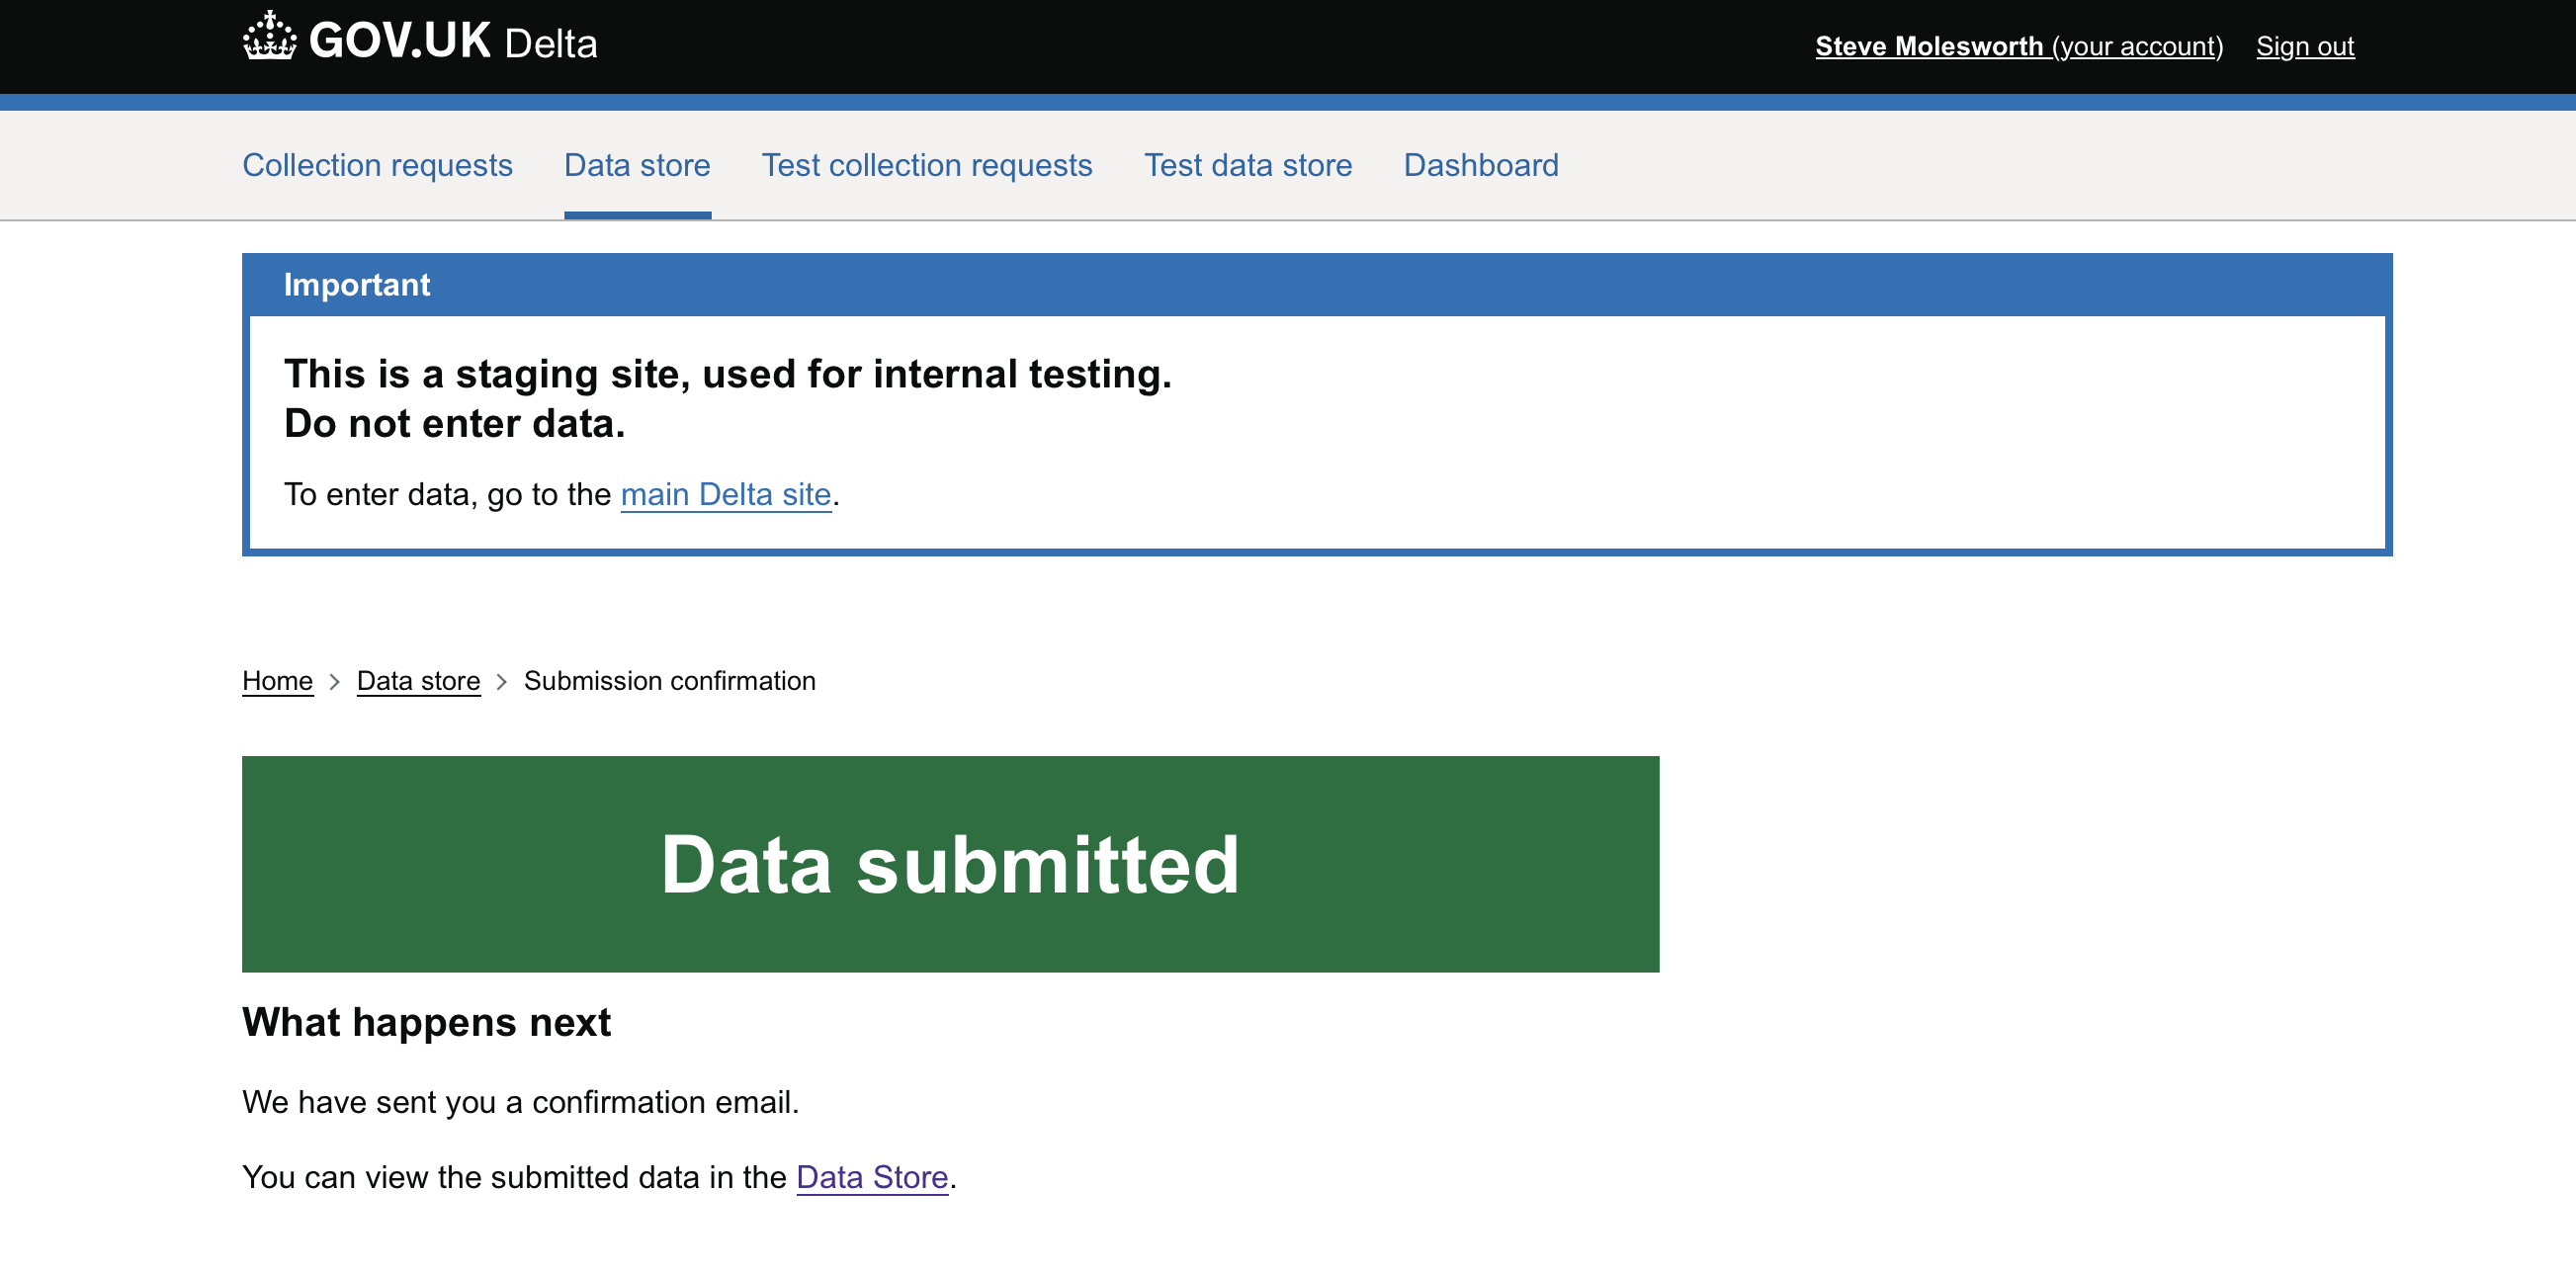 GOV.UK Delta
Steve Molesworth (your account) Sign out
Collection requests Data store Test collection requests Test data store Dashboard
Important
This is a staging site, used for internal testing.
Do not enter data.
To enter data, go to the main Delta site.
Home > Data store > Submission confirmation
Data submitted
What happens next
We have sent you a confirmation email.
You can view the submitted data in the Data Store.